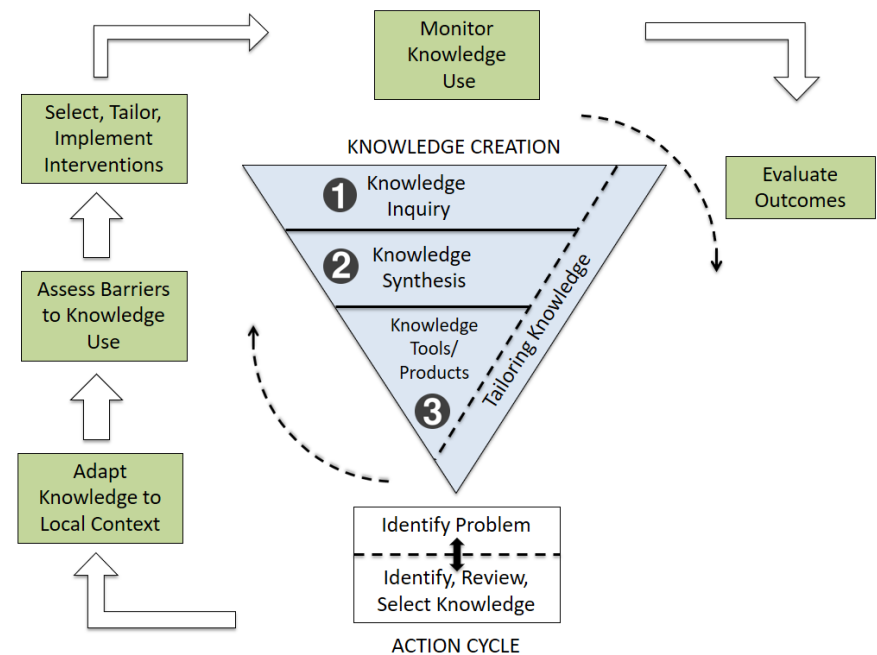 Monitor
Knowledge
Use
Select, Tailor,
Implement
Interventions
KNOWLEDGE CREATION
Evaluate
Outcomes
1
Knowledge
Inquiry
2
Knowledge
Synthesis
Tailoring Knowledge
Assess Barriers
to Knowledge
Use
Knowledge
Tools/
Products
3
Adapt
Knowledge to
Local Context
Identify Problem
Identify, Review,
Select Knowledge
ACTION CYCLE